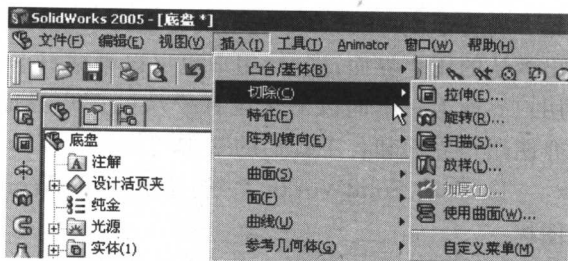 SolidWorks 2005 - [底盘 *]
文件(F) 编辑(E) 视图(V) 插入(I) 工具(T) Animator 窗口(W) 帮助(H)
凸台/基体(B)
切除(C)
特征(F)
阵列/镜向(E)
曲面(S)
面(F)
曲线(U)
参考几何体(G)
拉伸(E)...
旋转(R)...
扫描(S)...
放样(L)...
加厚(T)...
使用曲面(W)...
自定义菜单(M)
底盘
注解
设计活页夹
纯金
光源
实体(1)